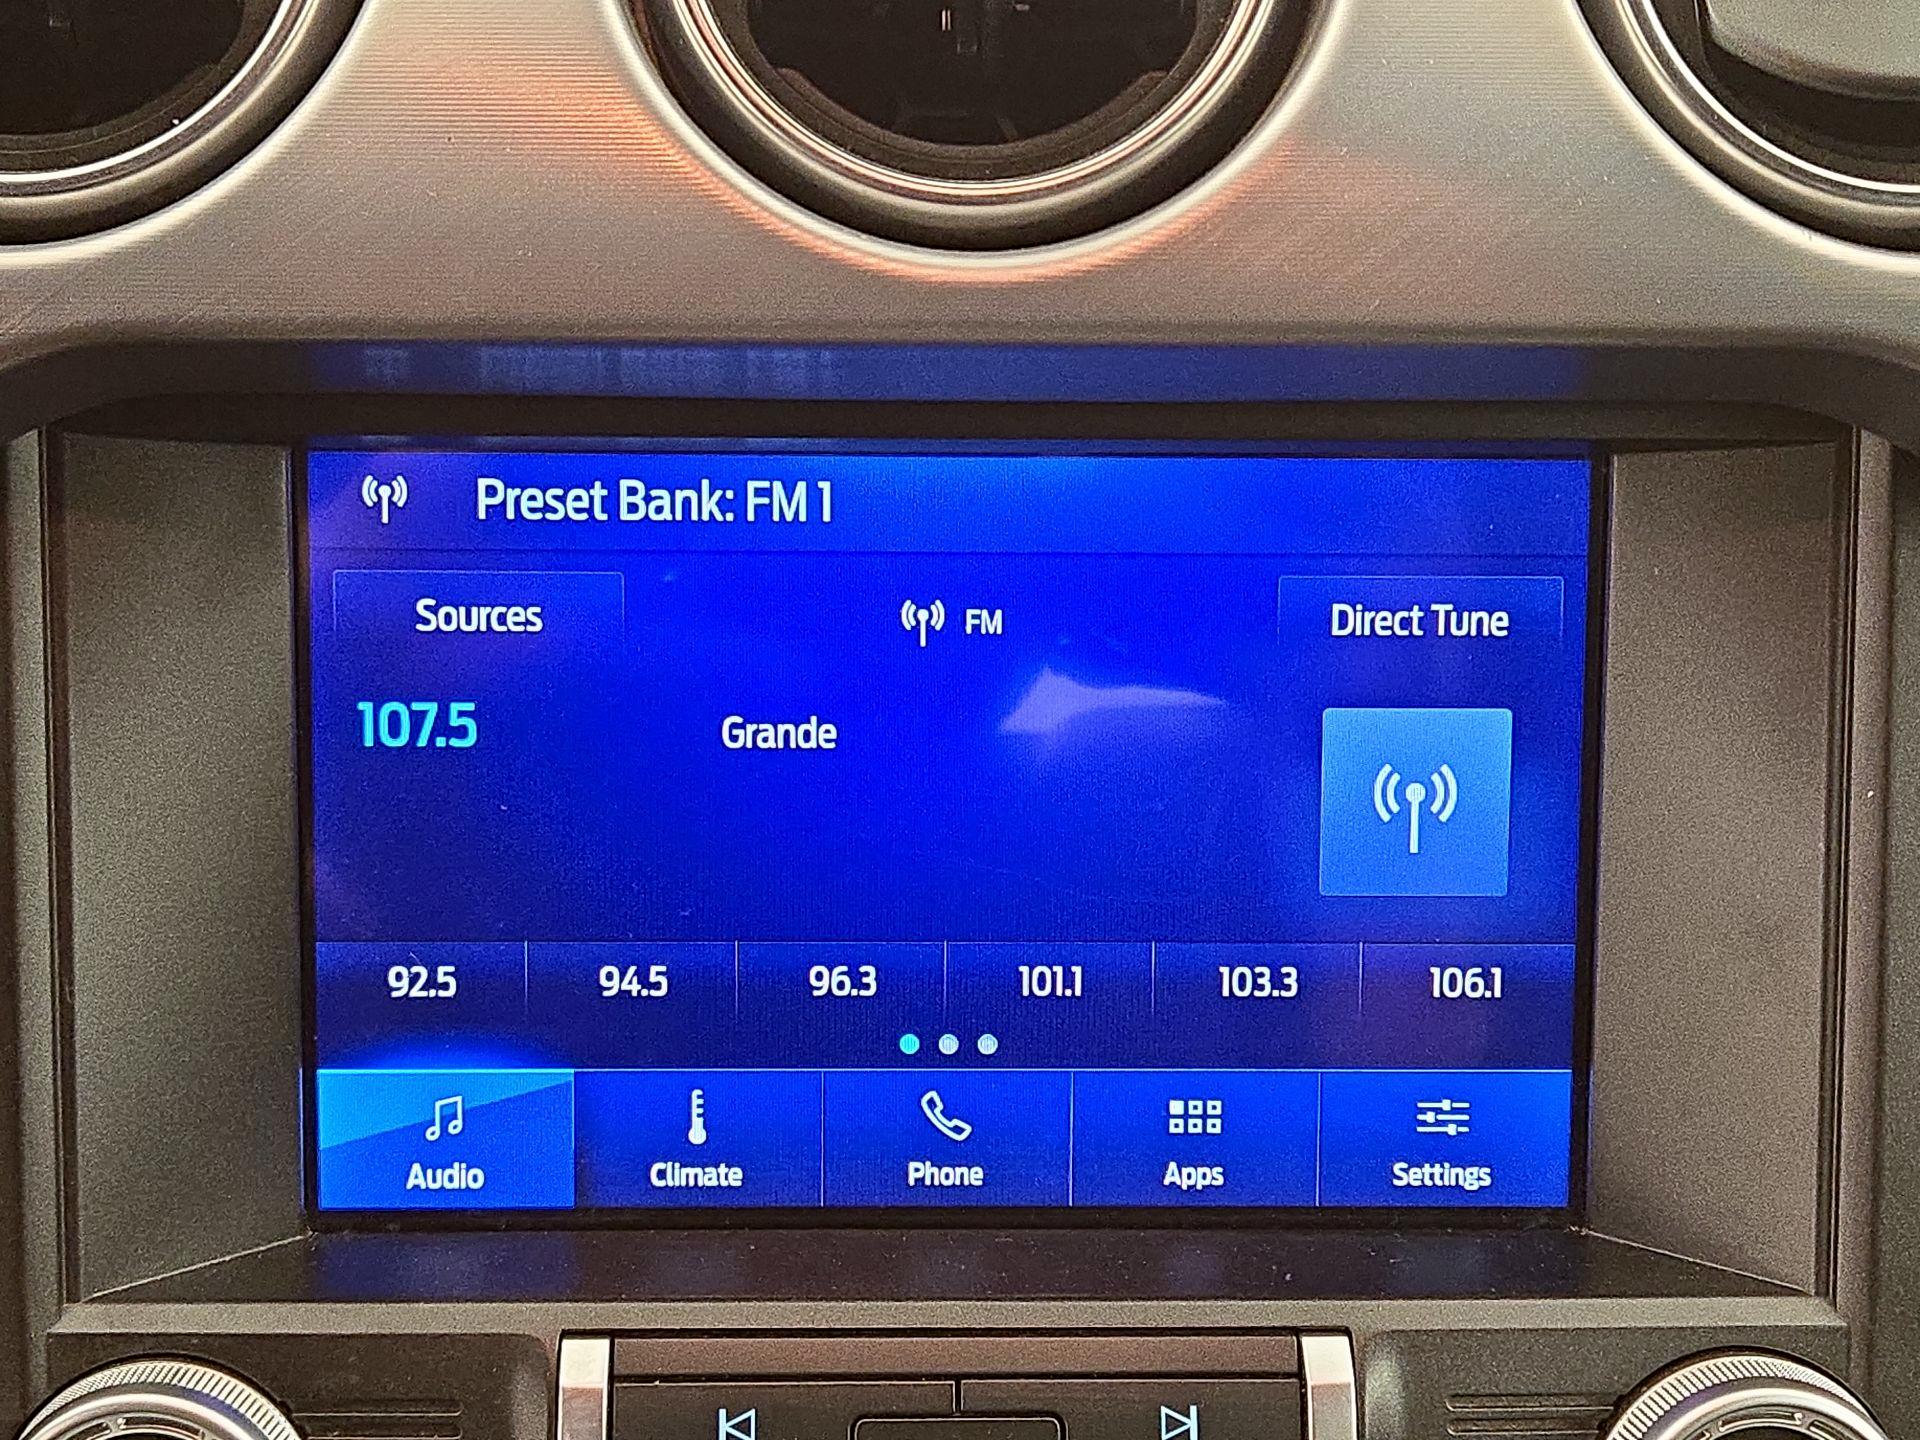 Preset Bank: FM 1
Sources
FM
Direct Tune
107.5
Grande
92.5
94.5
96.3
101.1
103.3
106.1
Audio
Climate
Phone
Apps
Settings